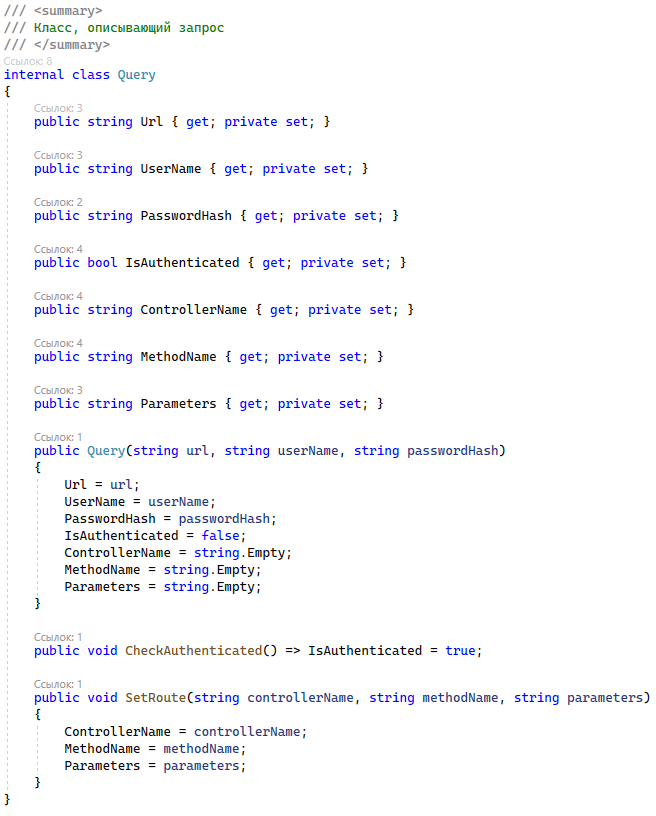 /// <summary>
/// Класс, описывающий запрос
/// </summary>
Ссылок: 8
internal class Query
{
Ссылок: 3
public string Url { get; private set; }
Ссылок: 3
public string UserName { get; private set; }
Ссылок: 2
public string PasswordHash { get; private set; }
Ссылок: 4
public bool IsAuthenticated { get; private set; }
Ссылок: 4
public string ControllerName { get; private set; }
Ссылок: 4
public string MethodName { get; private set; }
Ссылок: 3
public string Parameters { get; private set; }
Ссылок: 1
public Query(string url, string userName, string passwordHash)
{
Url = url;
UserName = userName;
PasswordHash = passwordHash;
IsAuthenticated = false;
ControllerName = string.Empty;
MethodName = string.Empty;
Parameters = string.Empty;
}
Ссылок: 1
public void CheckAuthenticated() => IsAuthenticated = true;
Ссылок: 1
public void SetRoute(string controllerName, string methodName, string parameters)
{
ControllerName = controllerName;
MethodName = methodName;
Parameters = parameters;
}
}